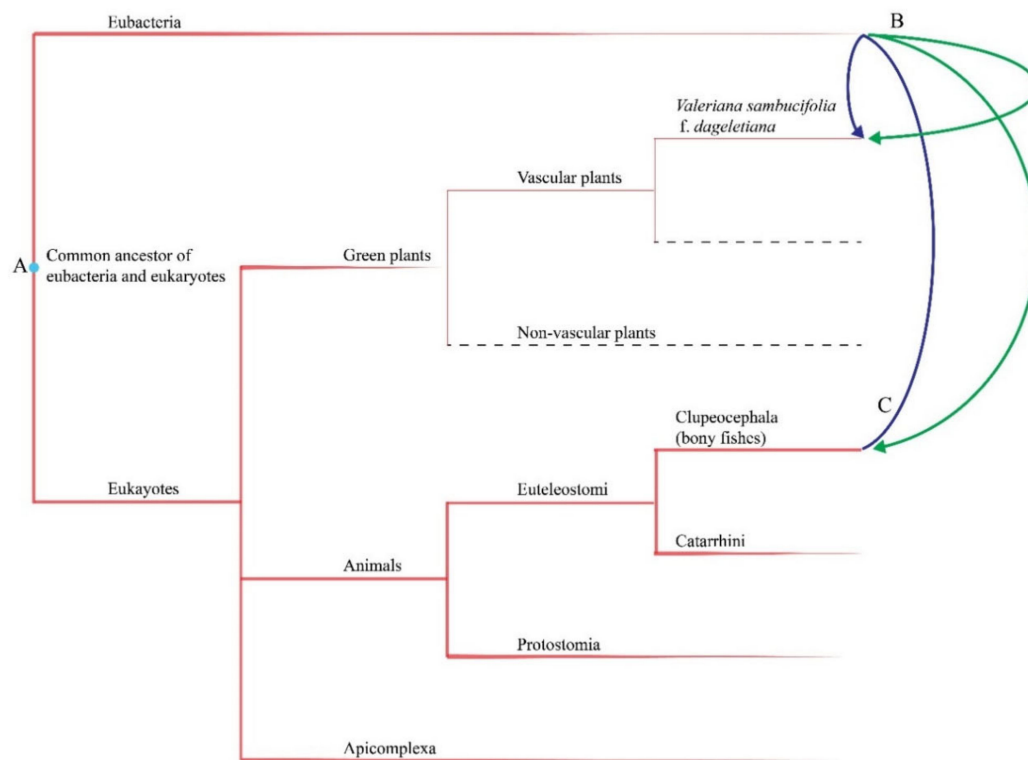 Eubacteria
B
Valeriana sambucifolia
f. dageletiana
Vascular plants
A
Common ancestor of
eubacteria and eukaryotes
Green plants
Non-vascular plants
C
Clupeocephala
(bony fishes)
Eukayotes
Euteleostomi
Catarrhini
Animals
Protostomia
Apicomplexa